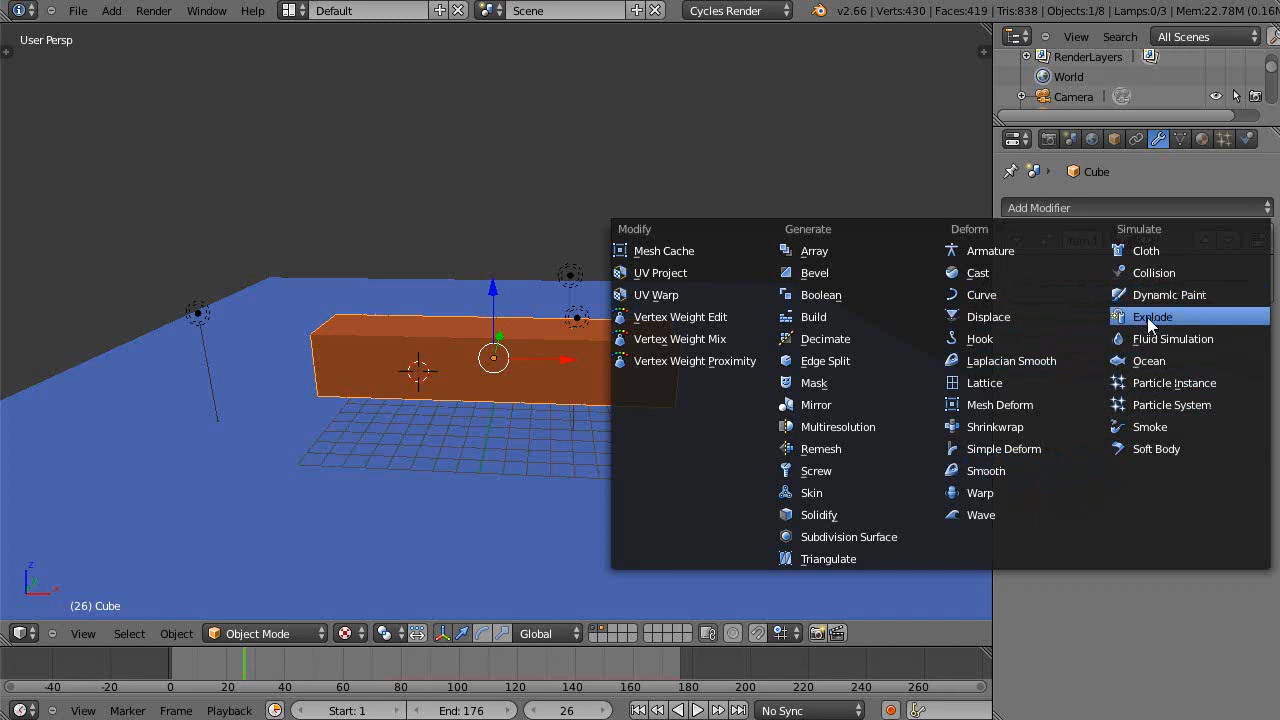 File Add Render Window Help Default Scene Cycles Render v2.66 | Verts:430 | Faces:419 | Tris:838 | Objects:1/8 | Lamps:0/3 | Mem:22.78M (0.16M
User Persp
View Search All Scenes
RenderLayers
World
Camera
Cube
Add Modifier
Modify Generate Deform Simulate
Mesh Cache Array Armature Cloth
UV Project Bevel Cast Collision
UV Warp Boolean Curve Dynamic Paint
Vertex Weight Edit Build Displace Explode
Vertex Weight Mix Decimate Hook Fluid Simulation
Vertex Weight Proximity Edge Split Laplacian Smooth Ocean
Mask Lattice Particle Instance
Mirror Mesh Deform Particle System
Multiresolution Shrinkwrap Smoke
Remesh Simple Deform Soft Body
Screw Smooth
Skin Warp
Solidify Wave
Subdivision Surface
Triangulate
z
y
x
(26) Cube
View Select Object Object Mode Global
-40 -20 0 20 40 60 80 100 120 140 160 180 200 220 240 260
View Marker Frame Playback Start: 1 End: 176 26 No Sync